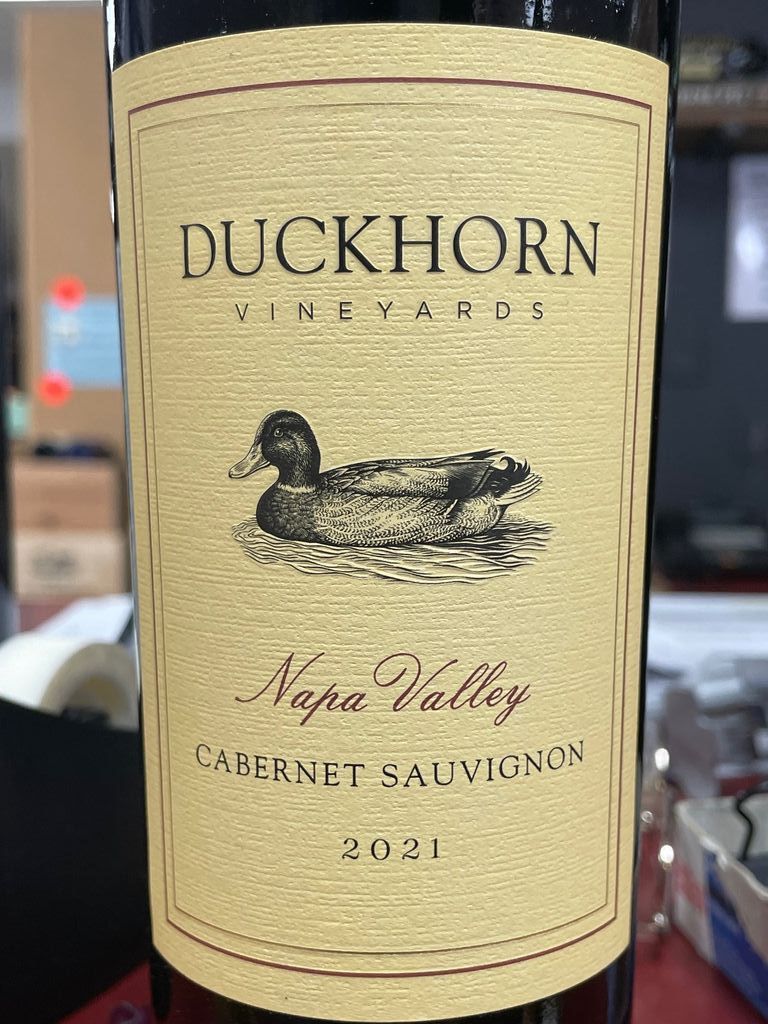 DUCKHORN
VINEYARDS
Napa Valley
CABERNET SAUVIGNON
2021